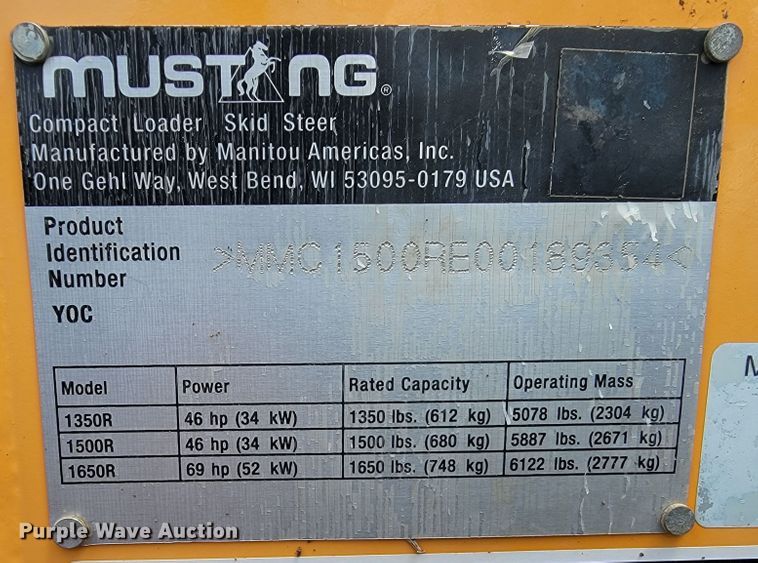 MUSTANG®
Compact Loader Skid Steer
Manufactured by Manitou Americas, Inc.
One Gehl Way, West Bend, WI 53095-0179 USA
Product
Identification
Number
>MMC1500RE00189654<
YOC
Model Power Rated Capacity Operating Mass
1350R 46 hp (34 kW) 1350 lbs. (612 kg) 5078 lbs. (2304 kg)
1500R 46 hp (34 kW) 1500 lbs. (680 kg) 5887 lbs. (2671 kg)
1650R 69 hp (52 kW) 1650 lbs. (748 kg) 6122 lbs. (2777 kg)
M
Purple Wave Auction